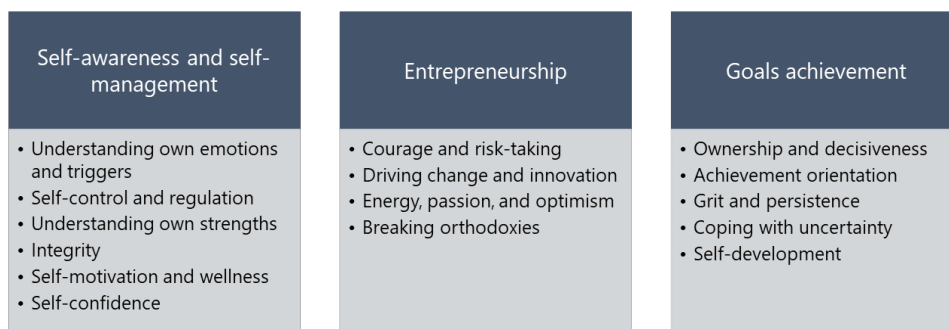 Self-awareness and self-
management
• Understanding own emotions
and triggers
• Self-control and regulation
• Understanding own strengths
• Integrity
• Self-motivation and wellness
• Self-confidence
Entrepreneurship
• Courage and risk-taking
• Driving change and innovation
• Energy, passion, and optimism
• Breaking orthodoxies
Goals achievement
• Ownership and decisiveness
• Achievement orientation
• Grit and persistence
• Coping with uncertainty
• Self-development